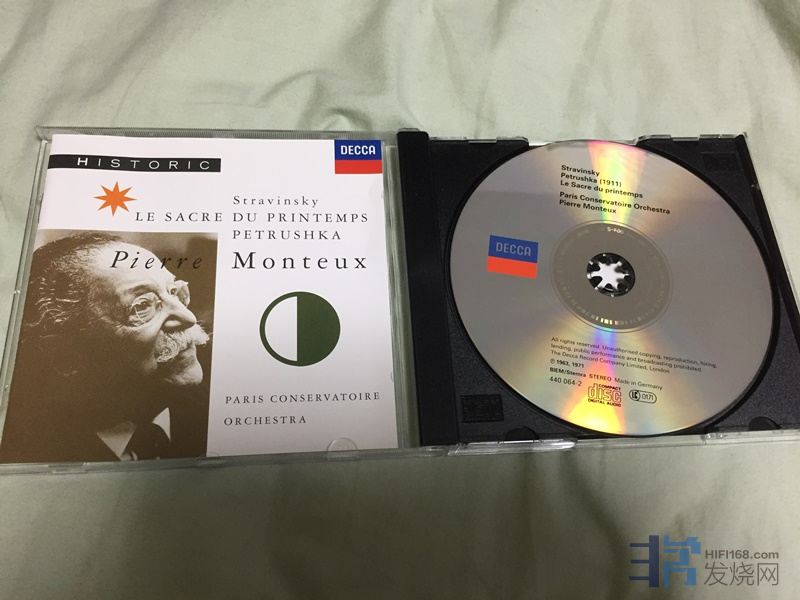 HISTORIC
DECCA
Stravinsky
LE SACRE DU PRINTEMPS
PETRUSHKA
Pierre Monteux
PARIS CONSERVATOIRE
ORCHESTRA
Stravinsky
Petrushka (1911)
Le Sacre du printemps
Paris Conservatoire Orchestra
Pierre Monteux
DECCA
All rights reserved. Unauthorised copying, reproduction, hiring,
lending, public performance and broadcasting prohibited.
The Decca Record Company Limited, London
℗ 1963, 1971
BIEM/Stemra STEREO Made in Germany
440 064-2
COMPACT
disc
DIGITAL AUDIO
LC 0171
HIFI168.com
发烧网